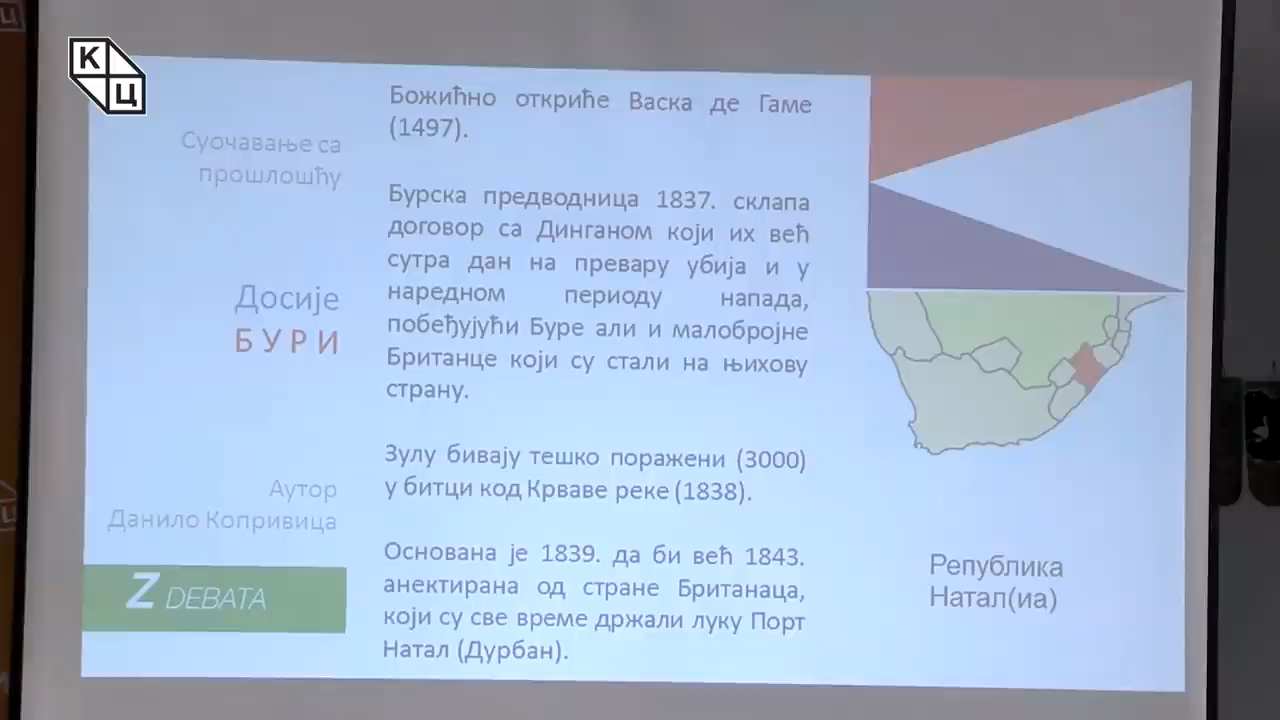 К
Ц
Суочавање са
прошлошћу
Досије
БУРИ
Аутор
Данило Копривица
Z DEBATA
Божићно откриће Васка де Гаме
(1497).
Бурска предводница 1837. склапа
договор са Динганом који их већ
сутра дан на превару убија и у
наредном периоду напада,
побеђујући Буре али и малобројне
Британце који су стали на њихову
страну.
Зулу бивају тешко поражени (3000)
у битци код Крваве реке (1838).
Основана је 1839. да би већ 1843.
анектирана од стране Британаца,
који су све време држали луку Порт
Натал (Дурбан).
Република
Натал(иа)